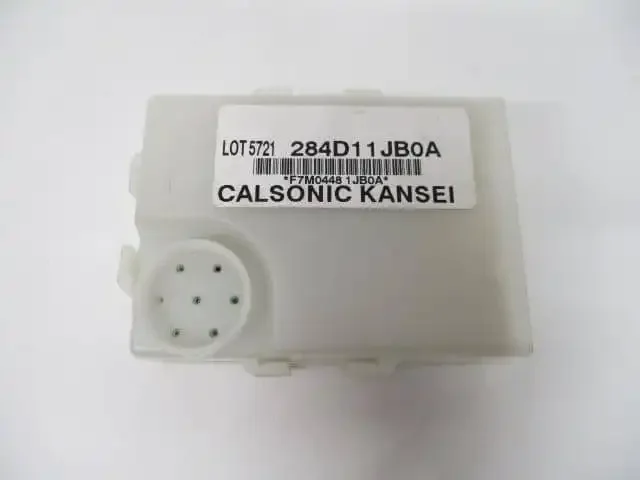 LOT 5721 284D11JB0A
*F7M0448 1JB0A*
CALSONIC KANSEI